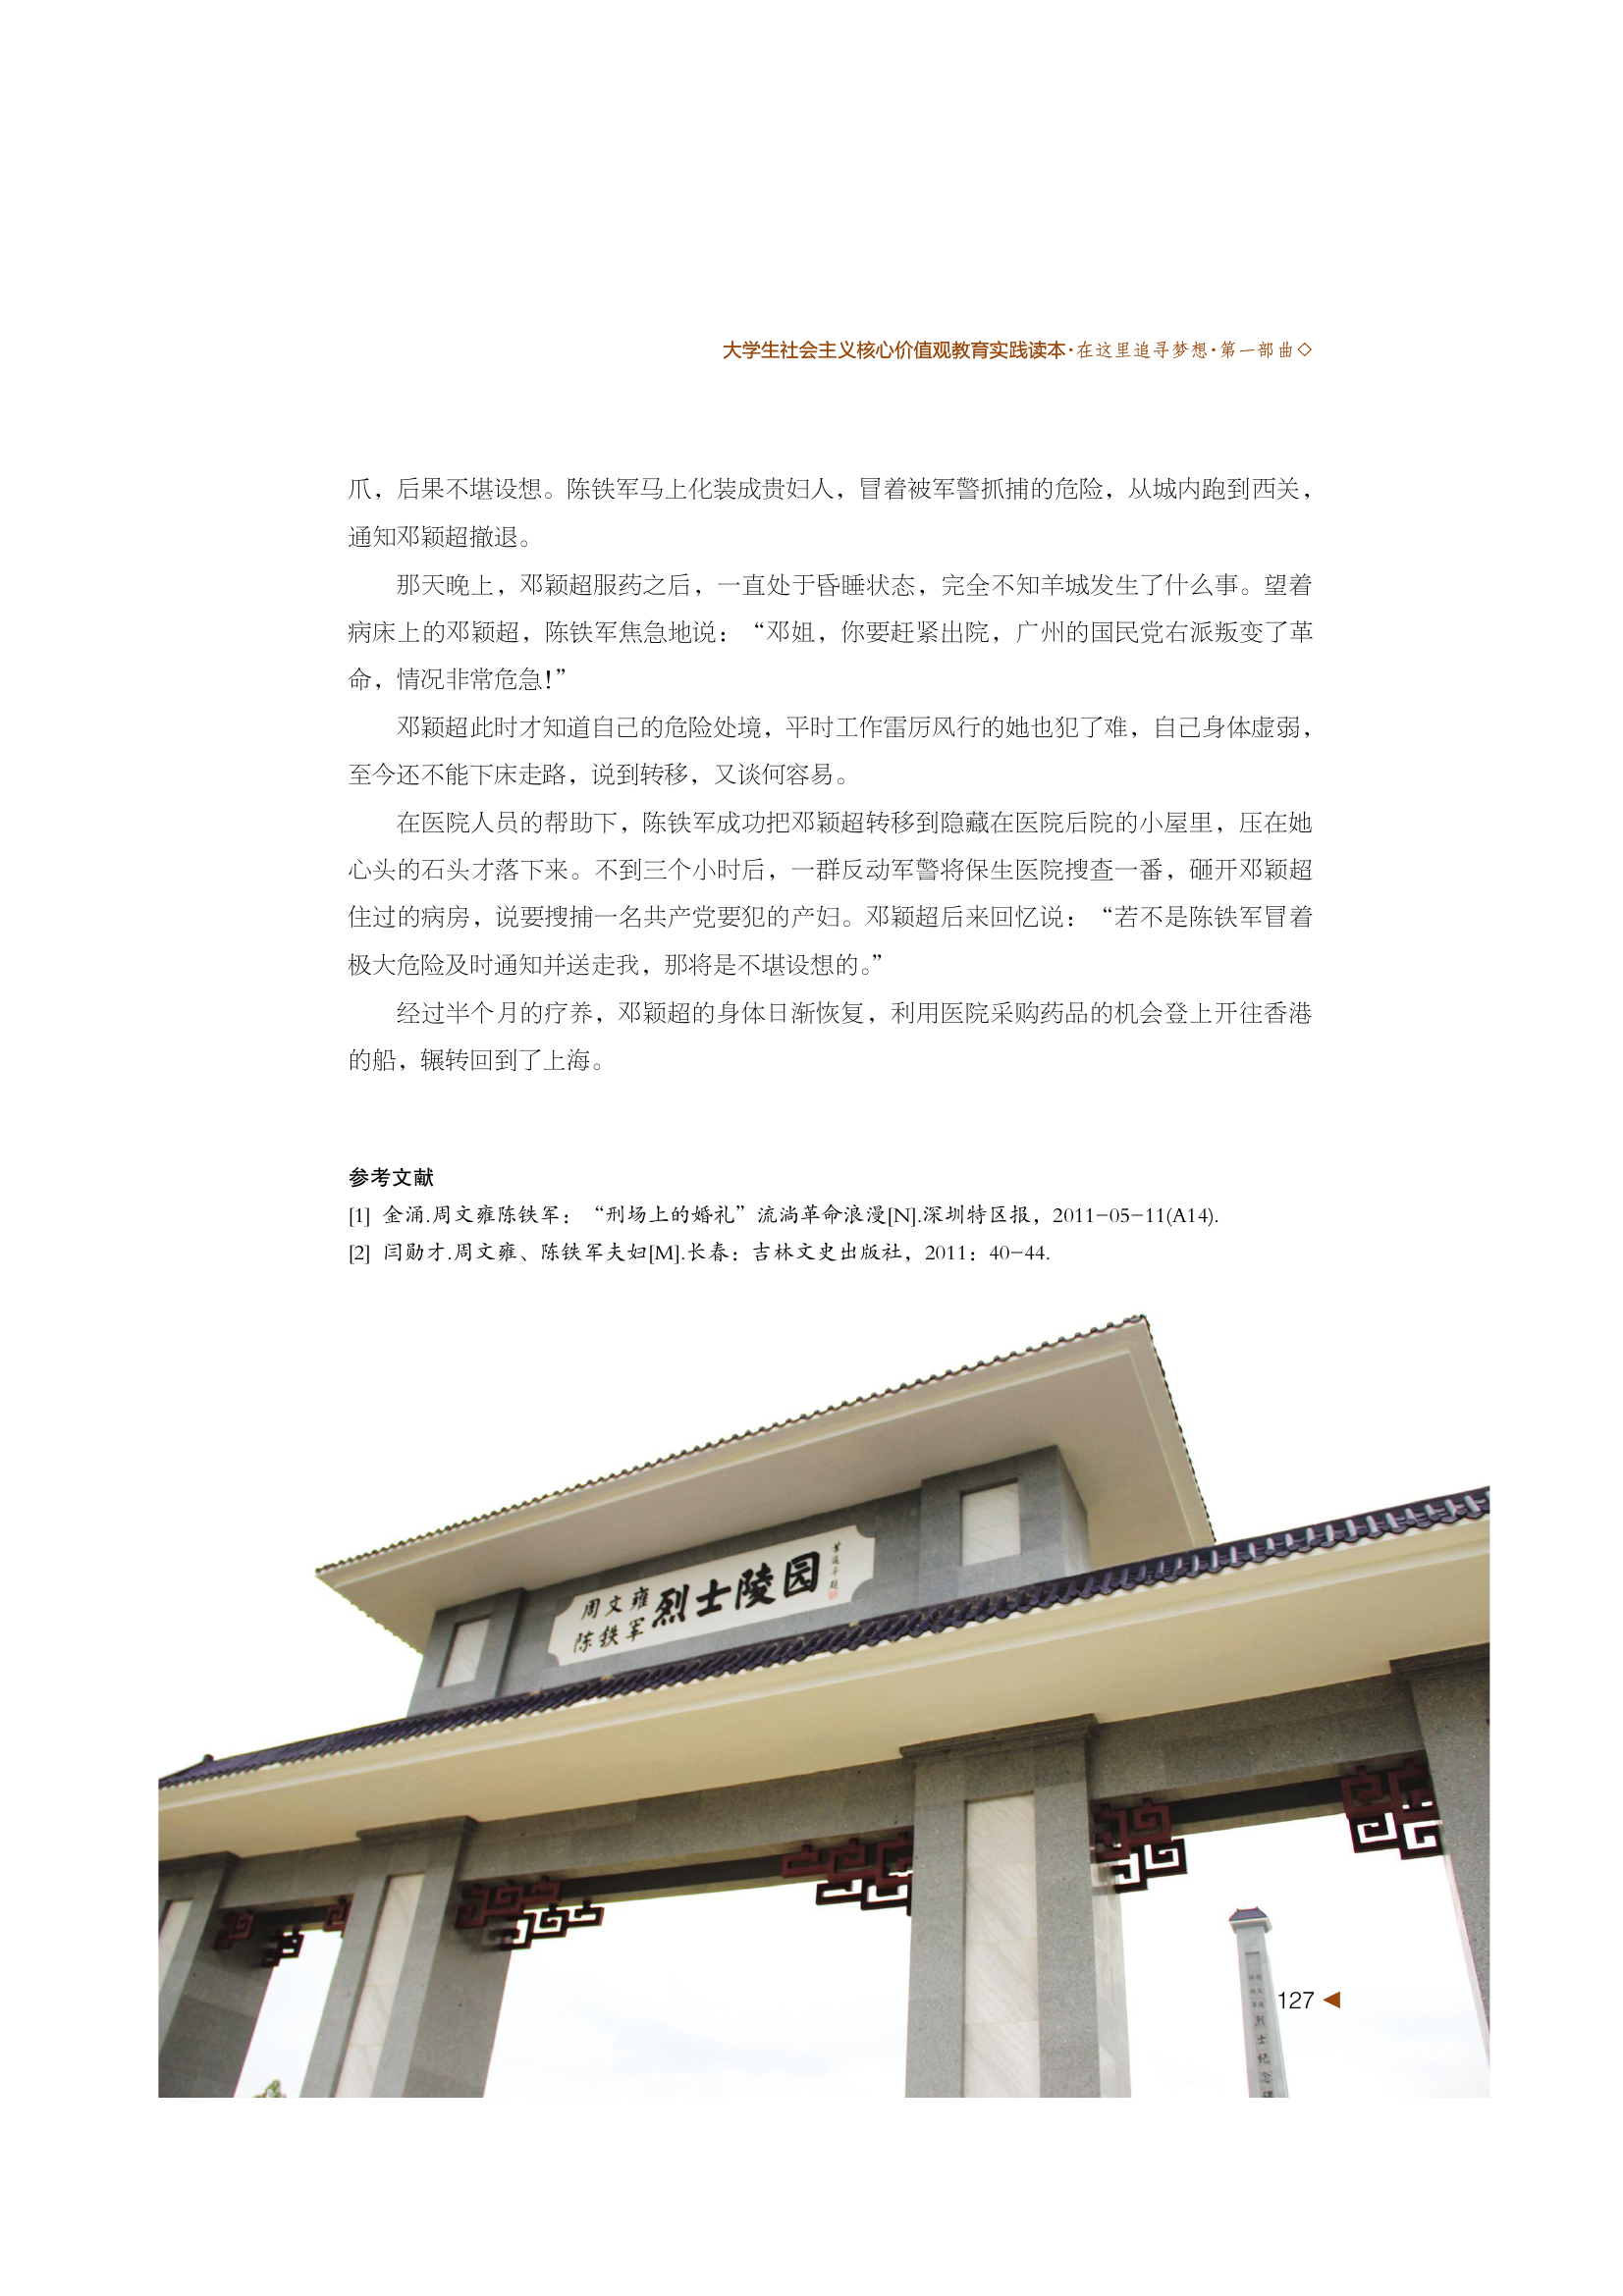 大学生社会主义核心价值观教育实践读本·在这里追寻梦想·第一部曲◇
爪，后果不堪设想。陈铁军马上化装成贵妇人，冒着被军警抓捕的危险，从城内跑到西关，
通知邓颖超撤退。
那天晚上，邓颖超服药之后，一直处于昏睡状态，完全不知羊城发生了什么事。望着
病床上的邓颖超，陈铁军焦急地说：“邓姐，你要赶紧出院，广州的国民党右派叛变了革
命，情况非常危急！”
邓颖超此时才知道自己的危险处境，平时工作雷厉风行的她也犯了难，自己身体虚弱，
至今还不能下床走路，说到转移，又谈何容易。
在医院人员的帮助下，陈铁军成功把邓颖超转移到隐藏在医院后院的小屋里，压在她
心头的石头才落下来。不到三个小时后，一群反动军警将保生医院搜查一番，砸开邓颖超
住过的病房，说要搜捕一名共产党要犯的产妇。邓颖超后来回忆说：“若不是陈铁军冒着
极大危险及时通知并送走我，那将是不堪设想的。”
经过半个月的疗养，邓颖超的身体日渐恢复，利用医院采购药品的机会登上开往香港
的船，辗转回到了上海。
参考文献
[1] 金涌.周文雍陈铁军：“刑场上的婚礼”流淌革命浪漫[N].深圳特区报，2011-05-11(A14).
[2] 闫勋才.周文雍、陈铁军夫妇[M].长春：吉林文史出版社，2011：40-44.
周文雍
陈铁军
烈士陵园
烈士纪念碑
127